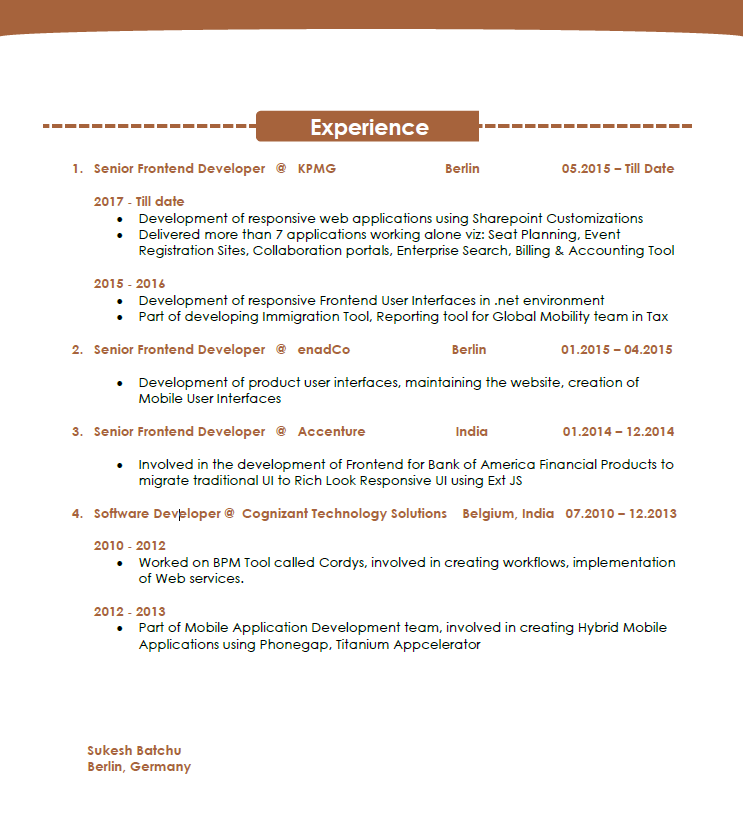 Experience
1. Senior Frontend Developer @ KPMG Berlin 05.2015 – Till Date
2017 - Till date
• Development of responsive web applications using Sharepoint Customizations
• Delivered more than 7 applications working alone viz: Seat Planning, Event
Registration Sites, Collaboration portals, Enterprise Search, Billing & Accounting Tool
2015 - 2016
• Development of responsive Frontend User Interfaces in .net environment
• Part of developing Immigration Tool, Reporting tool for Global Mobility team in Tax
2. Senior Frontend Developer @ enadCo Berlin 01.2015 – 04.2015
• Development of product user interfaces, maintaining the website, creation of
Mobile User Interfaces
3. Senior Frontend Developer @ Accenture India 01.2014 – 12.2014
• Involved in the development of Frontend for Bank of America Financial Products to
migrate traditional UI to Rich Look Responsive UI using Ext JS
4. Software Developer @ Cognizant Technology Solutions Belgium, India 07.2010 – 12.2013
2010 - 2012
• Worked on BPM Tool called Cordys, involved in creating workflows, implementation
of Web services.
2012 - 2013
• Part of Mobile Application Development team, involved in creating Hybrid Mobile
Applications using Phonegap, Titanium Appcelerator
Sukesh Batchu
Berlin, Germany